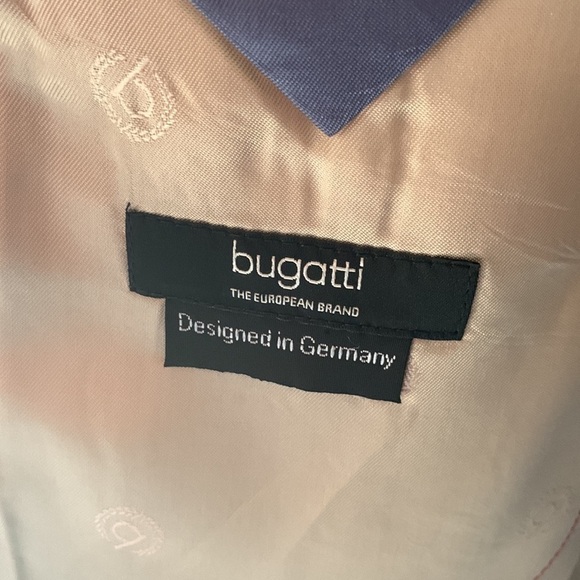 b
bugatti
THE EUROPEAN BRAND
Designed in Germany
b